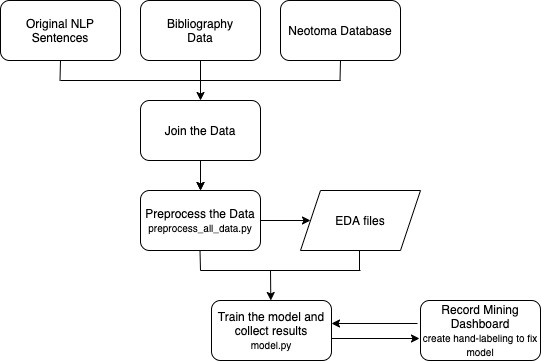 Original NLP
Sentences
Bibliography
Data
Neotoma Database
Join the Data
Preprocess the Data
preprocess_all_data.py
EDA files
Train the model and
collect results
model.py
Record Mining
Dashboard
create hand-labeling to fix
model